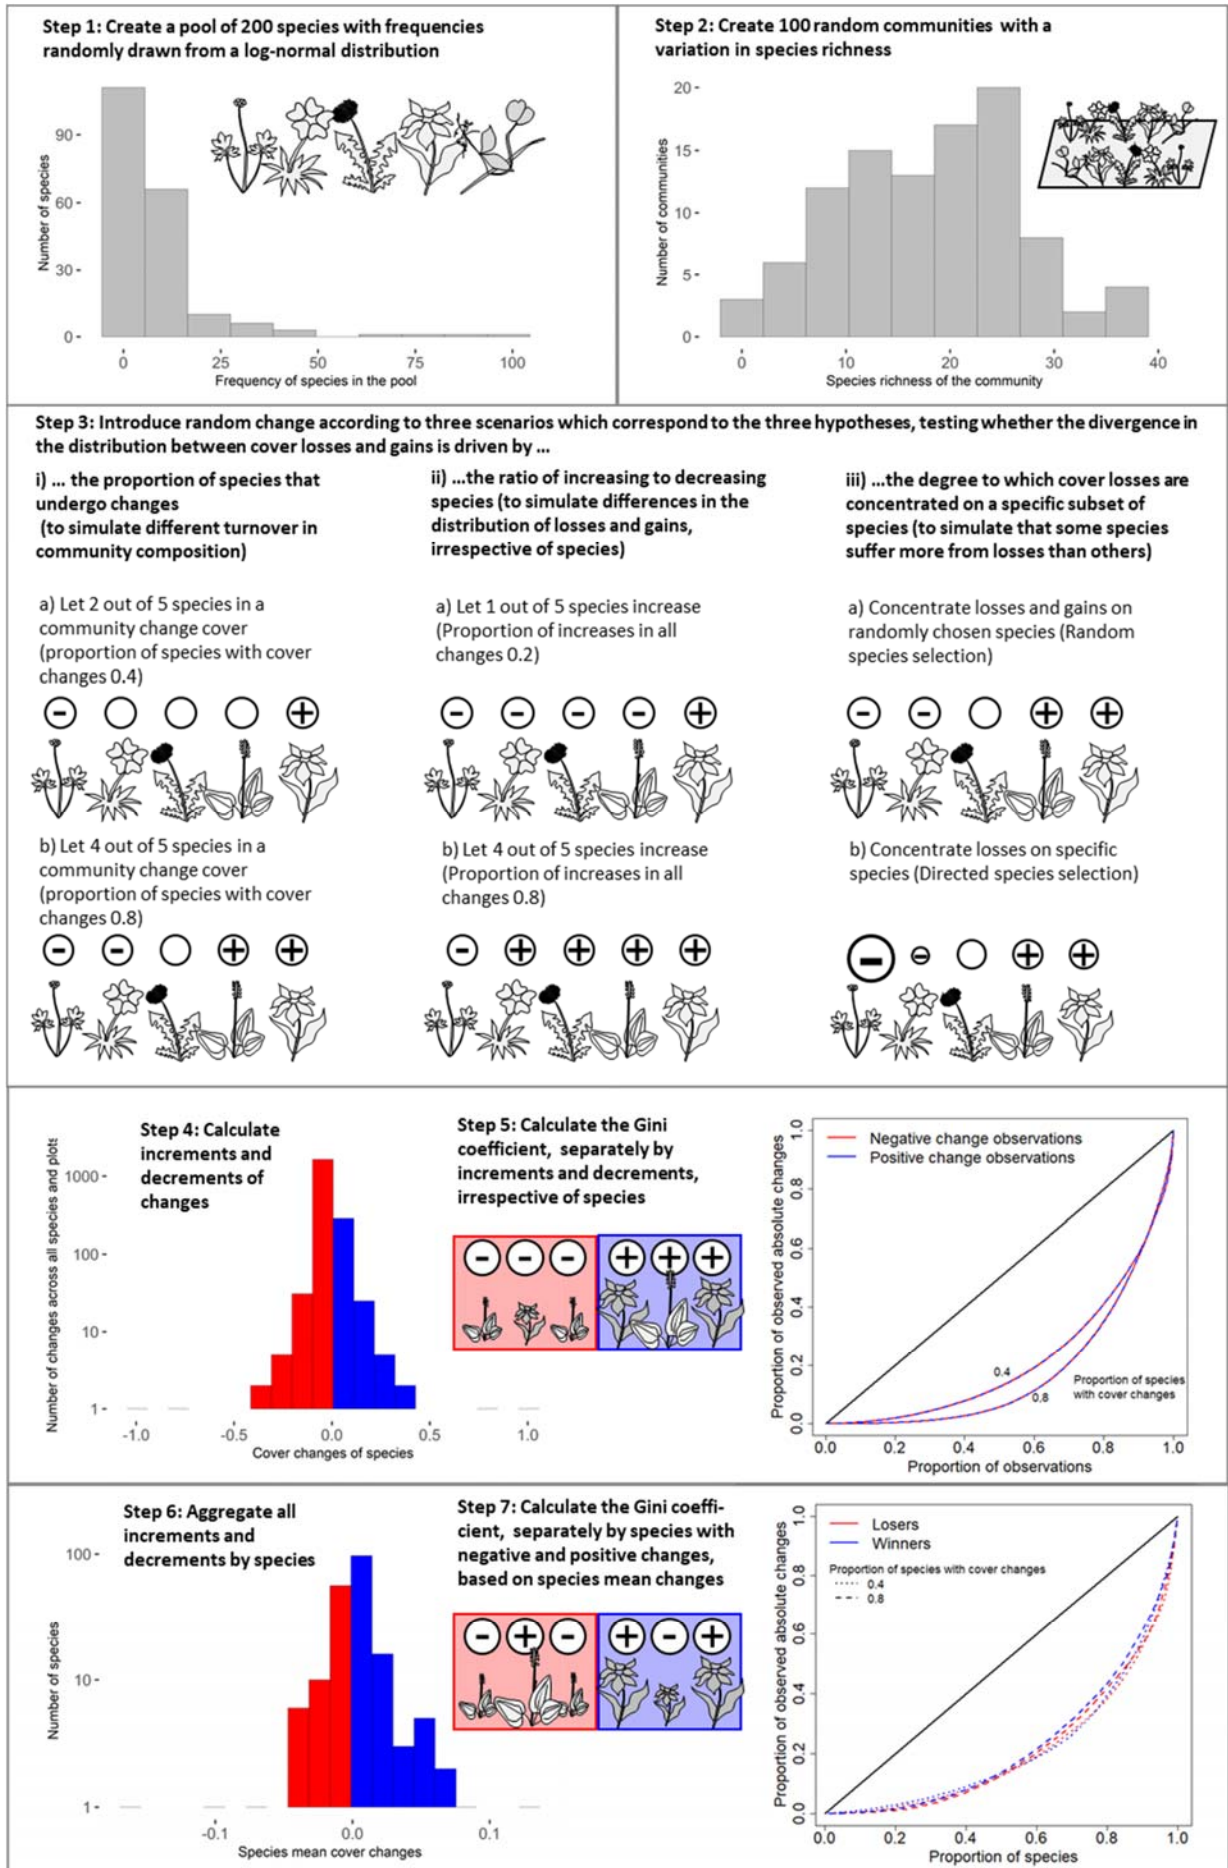 Step 1: Create a pool of 200 species with frequencies
randomly drawn from a log-normal distribution
Number of species
90
60
30
0
0
25
50
75
100
Frequency of species in the pool
Step 2: Create 100 random communities with a
variation in species richness
Number of communities
20
15
10
5
0
0
10
20
30
40
Species richness of the community
Step 3: Introduce random change according to three scenarios which correspond to the three hypotheses, testing whether the divergence in
the distribution between cover losses and gains is driven by ...
i) ... the proportion of species that
undergo changes
(to simulate different turnover in
community composition)
a) Let 2 out of 5 species in a
community change cover
(proportion of species with cover
changes 0.4)
b) Let 4 out of 5 species in a
community change cover
(proportion of species with cover
changes 0.8)
ii) ...the ratio of increasing to decreasing
species (to simulate differences in the
distribution of losses and gains,
irrespective of species)
a) Let 1 out of 5 species increase
(Proportion of increases in all
changes 0.2)
b) Let 4 out of 5 species increase
(Proportion of increases in all
changes 0.8)
iii) ...the degree to which cover losses are
concentrated on a specific subset of
species (to simulate that some species
suffer more from losses than others)
a) Concentrate losses and gains on
randomly chosen species (Random
species selection)
b) Concentrate losses on specific
species (Directed species selection)
Step 4: Calculate
increments and
decrements of
changes
Number of changes across all species and plots
1000
100
10
1
-1.0
-0.5
0.0
0.5
1.0
Cover changes of species
Step 5: Calculate the Gini
coefficient, separately by
increments and decrements,
irrespective of species
Negative change observations
Positive change observations
Proportion of observed absolute changes
1.0
0.8
0.6
0.4
0.2
0.0
0.4
0.8
Proportion of species
with cover changes
0.0
0.2
0.4
0.6
0.8
1.0
Proportion of observations
Step 6: Aggregate all
increments and
decrements by species
Number of species
100
10
1
-0.1
0.0
0.1
Species mean cover changes
Step 7: Calculate the Gini coeffi-
cient, separately by species with
negative and positive changes,
based on species mean changes
Losers
Winners
Proportion of species with cover changes
0.4
0.8
Proportion of observed absolute changes
1.0
0.8
0.6
0.4
0.2
0.0
0.0
0.2
0.4
0.6
0.8
1.0
Proportion of species